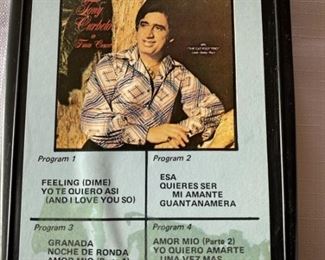 Tony
Program 1
FEELING (DIME)
YO TE QUIERO ASI
(AND I LOVE YOU SO)
Program 2
ESA
QUIERES SER
MI AMANTE
GUANTANAMERA
Program 3
GRANADA
NOCHE DE RONDA
AMOR MIO
Program 4
AMOR MIO (Parte 2)
YO QUIERO AMARTE
UNA VEZ MAS